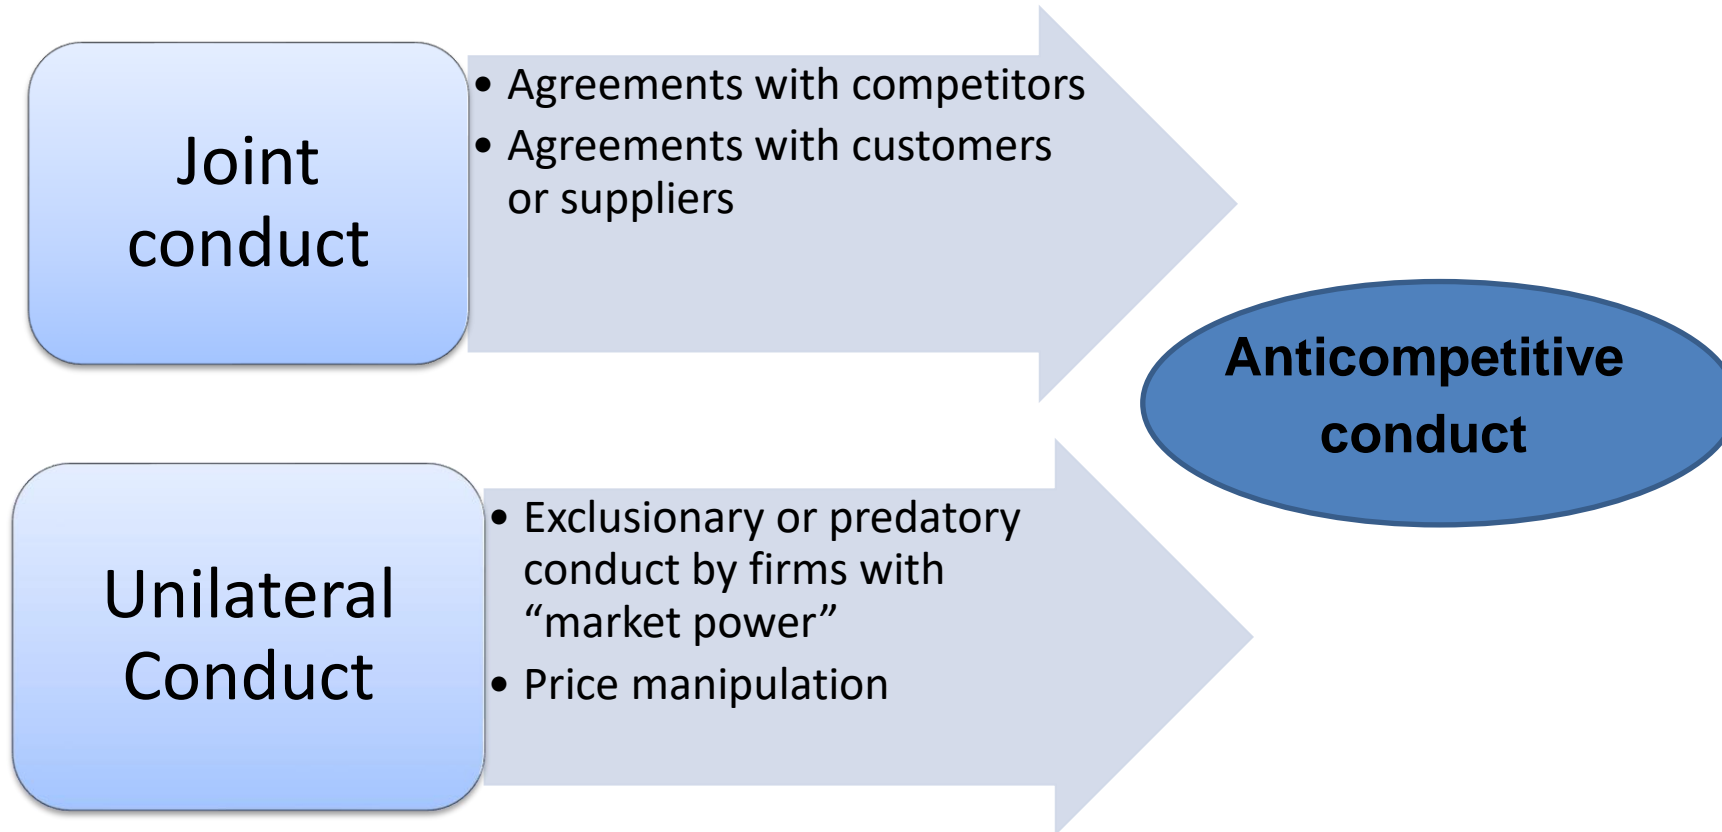 Joint
conduct
• Agreements with competitors
• Agreements with customers
or suppliers
Anticompetitive
conduct
Unilateral
Conduct
• Exclusionary or predatory
conduct by firms with
“market power”
• Price manipulation